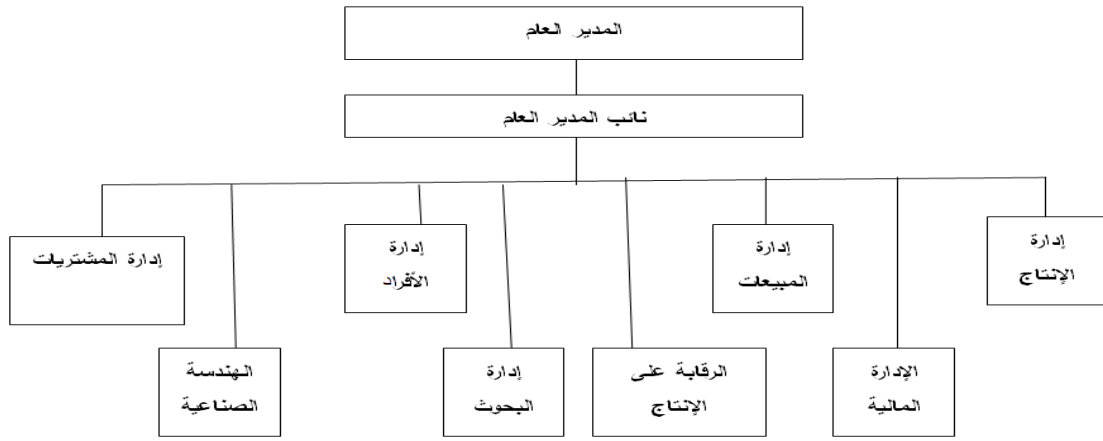 المدير العام
نائب المدير العام
إدارة
الإنتاج
إدارة
المبيعات
إدارة
الأفراد
إدارة المشتريات
الإدارة
المالية
الرقابة على
الإنتاج
إدارة
البحوث
الهندسة
الصناعية